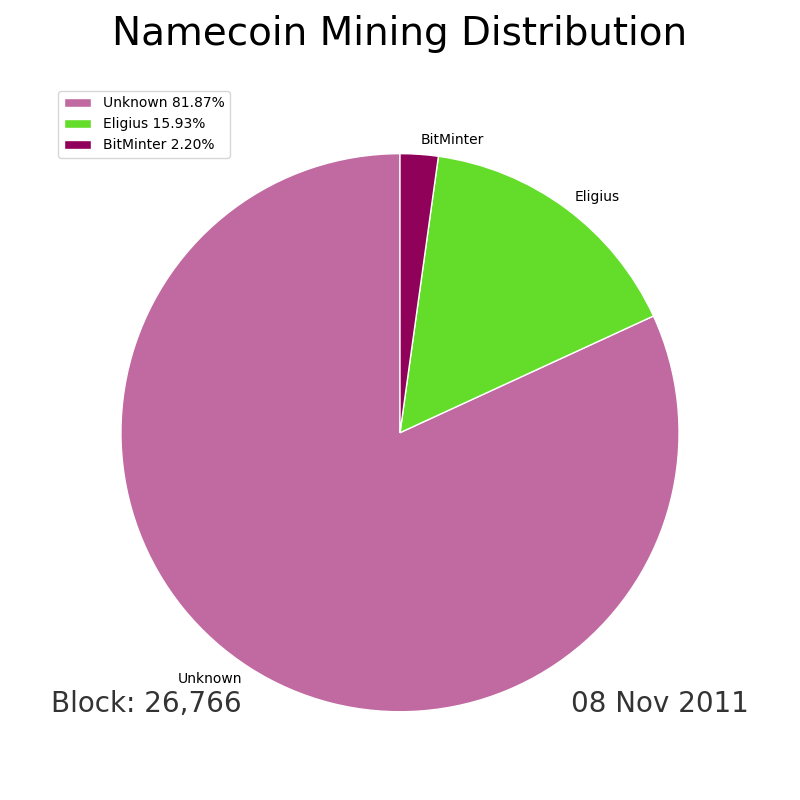 Namecoin Mining Distribution
Unknown 81.87%
Eligius 15.93%
BitMinter 2.20%
BitMinter
Eligius
Unknown
Block: 26,766
08 Nov 2011